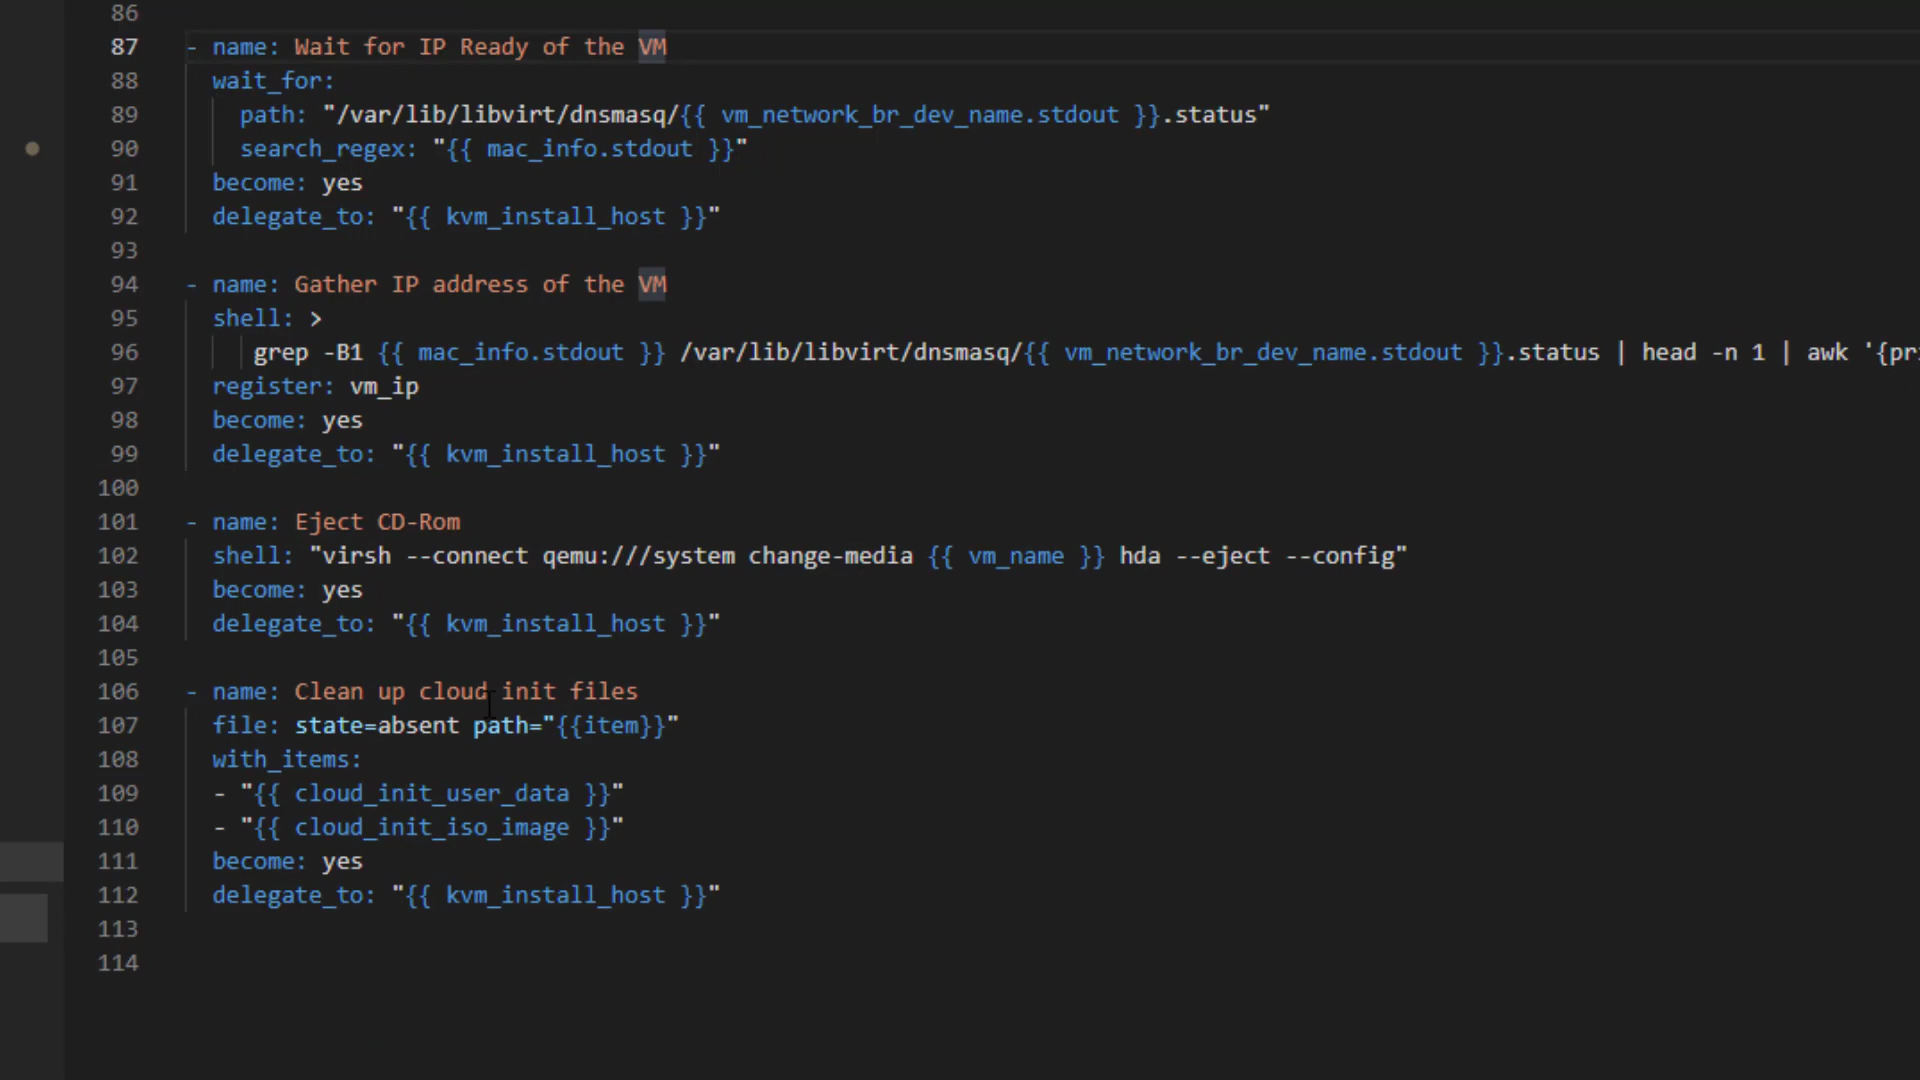 86
87 - name: Wait for IP Ready of the VM
88 wait_for:
89 path: "/var/lib/libvirt/dnsmasq/{{ vm_network_br_dev_name.stdout }}.status"
90 search_regex: "{{ mac_info.stdout }}"
91 become: yes
92 delegate_to: "{{ kvm_install_host }}"
93
94 - name: Gather IP address of the VM
95 shell: >
96 grep -B1 {{ mac_info.stdout }} /var/lib/libvirt/dnsmasq/{{ vm_network_br_dev_name.stdout }}.status | head -n 1 | awk '{pri
97 register: vm_ip
98 become: yes
99 delegate_to: "{{ kvm_install_host }}"
100
101 - name: Eject CD-Rom
102 shell: "virsh --connect qemu:///system change-media {{ vm_name }} hda --eject --config"
103 become: yes
104 delegate_to: "{{ kvm_install_host }}"
105
106 - name: Clean up cloud init files
107 file: state=absent path="{{item}}"
108 with_items:
109 - "{{ cloud_init_user_data }}"
110 - "{{ cloud_init_iso_image }}"
111 become: yes
112 delegate_to: "{{ kvm_install_host }}"
113
114